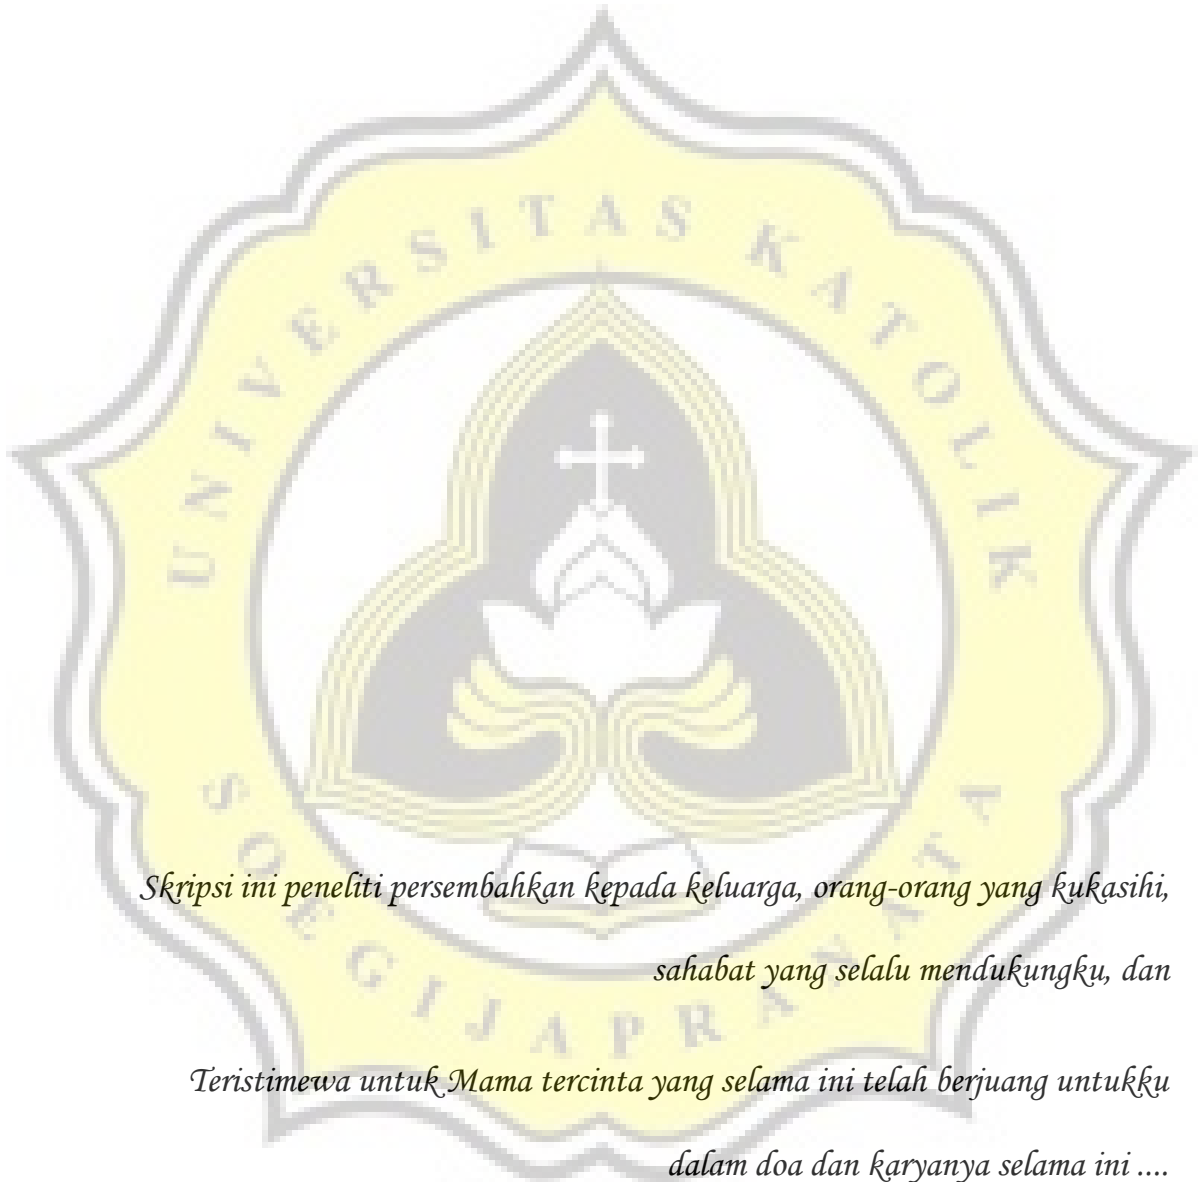 UNIVERSITAS KATOLIK
SOEGIJAPRANATA
Skripsi ini peneliti persembahkan kepada keluarga, orang-orang yang kukasihi,
sahabat yang selalu mendukungku, dan
Teristimewa untuk Mama tercinta yang selama ini telah berjuang untukku
dalam doa dan karyanya selama ini ....